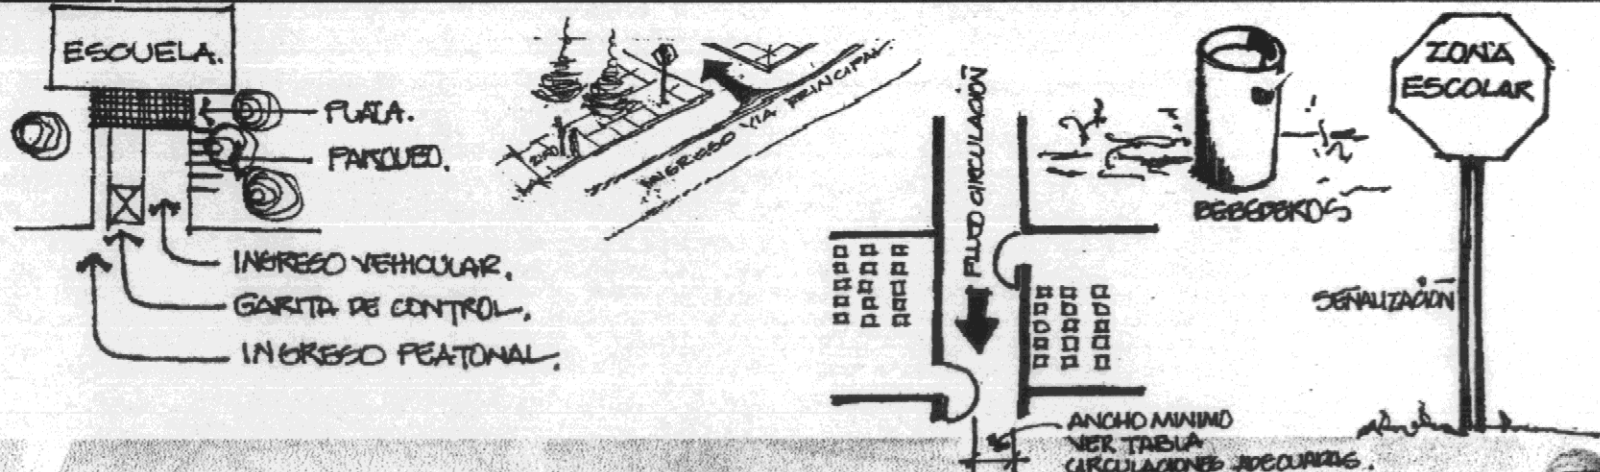 ESCUELA.
PLAZA.
PARQUEO.
INGRESO VEHICULAR.
GARITA DE CONTROL.
INGRESO PEATONAL.
INGRESO VIA PRINCIPAL
FLUJO CIRCULACION
ANCHO MINIMO
VER TABLA
CIRCULACIONES ADECUADAS.
BEBEDEROS
ZONA
ESCOLAR
SEÑALIZACIÓN